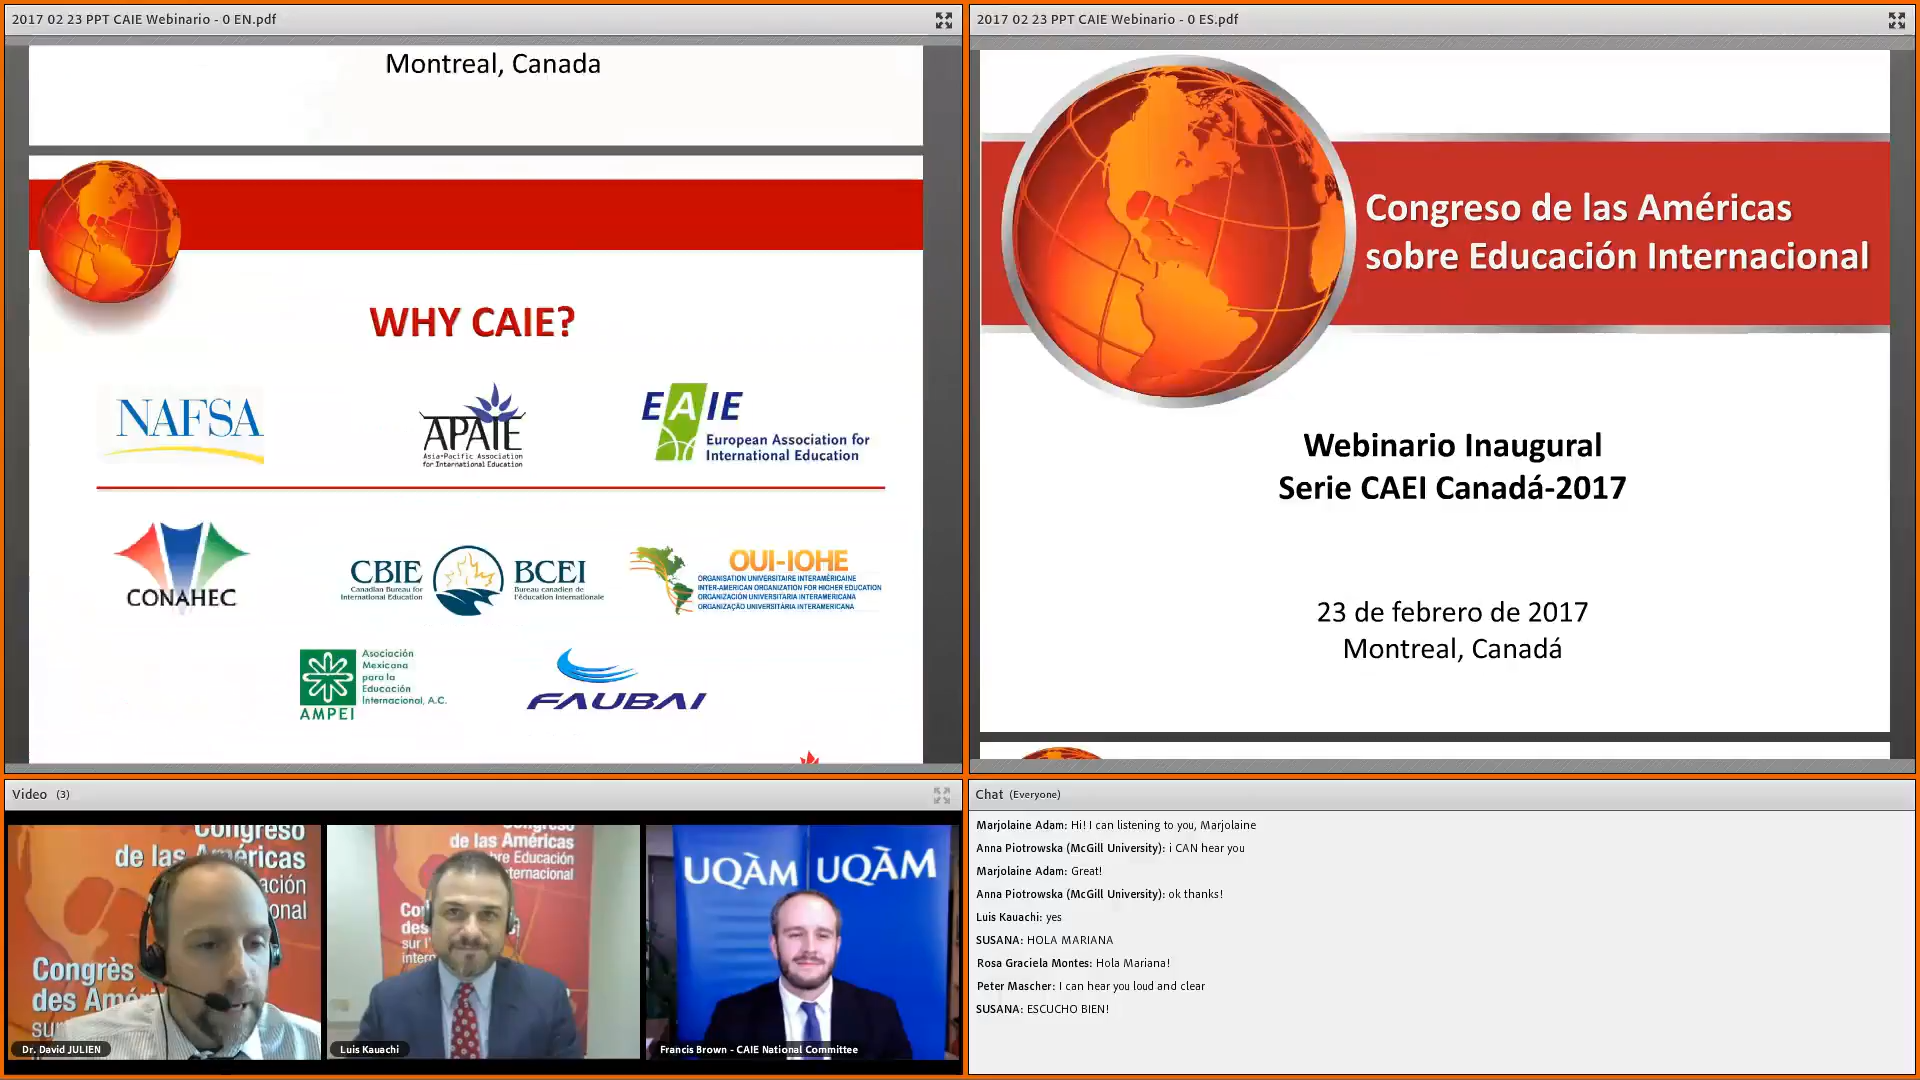 2017 02 23 PPT CAIE Webinario - 0 EN.pdf
Montreal, Canada
WHY CAIE?
NAFSA
APAIE
Asia-Pacific Association
for International Education
EAIE
European Association for
International Education
CONAHEC
CBIE
Canadian Bureau for
International Education
BCEI
Bureau canadien de
l'éducation internationale
OUI-IOHE
ORGANISATION UNIVERSITAIRE INTERAMÉRICAINE
INTER-AMERICAN ORGANIZATION FOR HIGHER EDUCATION
ORGANIZACIÓN UNIVERSITARIA INTERAMERICANA
ORGANIZAÇÃO UNIVERSITÁRIA INTERAMERICANA
AMPEI
Asociación
Mexicana
para la
Educación
Internacional, A.C.
FAUBAI
2017 02 23 PPT CAIE Webinario - 0 ES.pdf
Congreso de las Américas
sobre Educación Internacional
Webinario Inaugural
Serie CAEI Canadá-2017
23 de febrero de 2017
Montreal, Canadá
Video (3)
Congreso
de las Américas
Congrès
Dr. David JULIEN
de las Américas
Luis Kauachi
UQÀM UQÀM
Francis Brown - CAIE National Committee
Chat (Everyone)
Marjolaine Adam: Hi! I can listening to you, Marjolaine
Anna Piotrowska (McGill University): i CAN hear you
Marjolaine Adam: Great!
Anna Piotrowska (McGill University): ok thanks!
Luis Kauachi: yes
SUSANA: HOLA MARIANA
Rosa Graciela Montes: Hola Mariana!
Peter Mascher: I can hear you loud and clear
SUSANA: ESCUCHO BIEN!